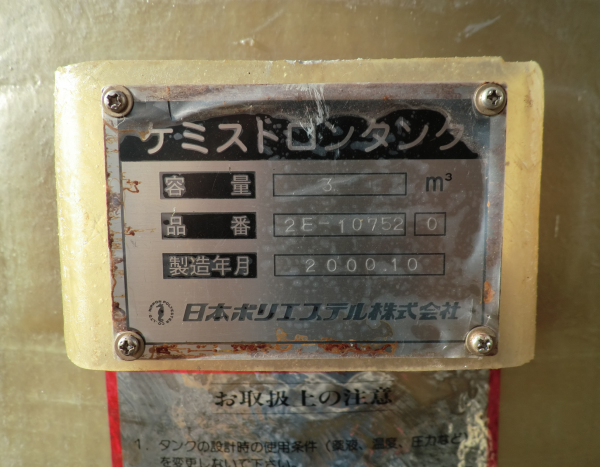 ケミストロンタンク
容量 3 m³
品番 2E-10752 0
製造年月 2000.10
日本ポリエステル株式会社
お取扱上の注意
1. タンクの設計時の使用条件（薬液、温度、圧力など）
を変更しないで下さい。